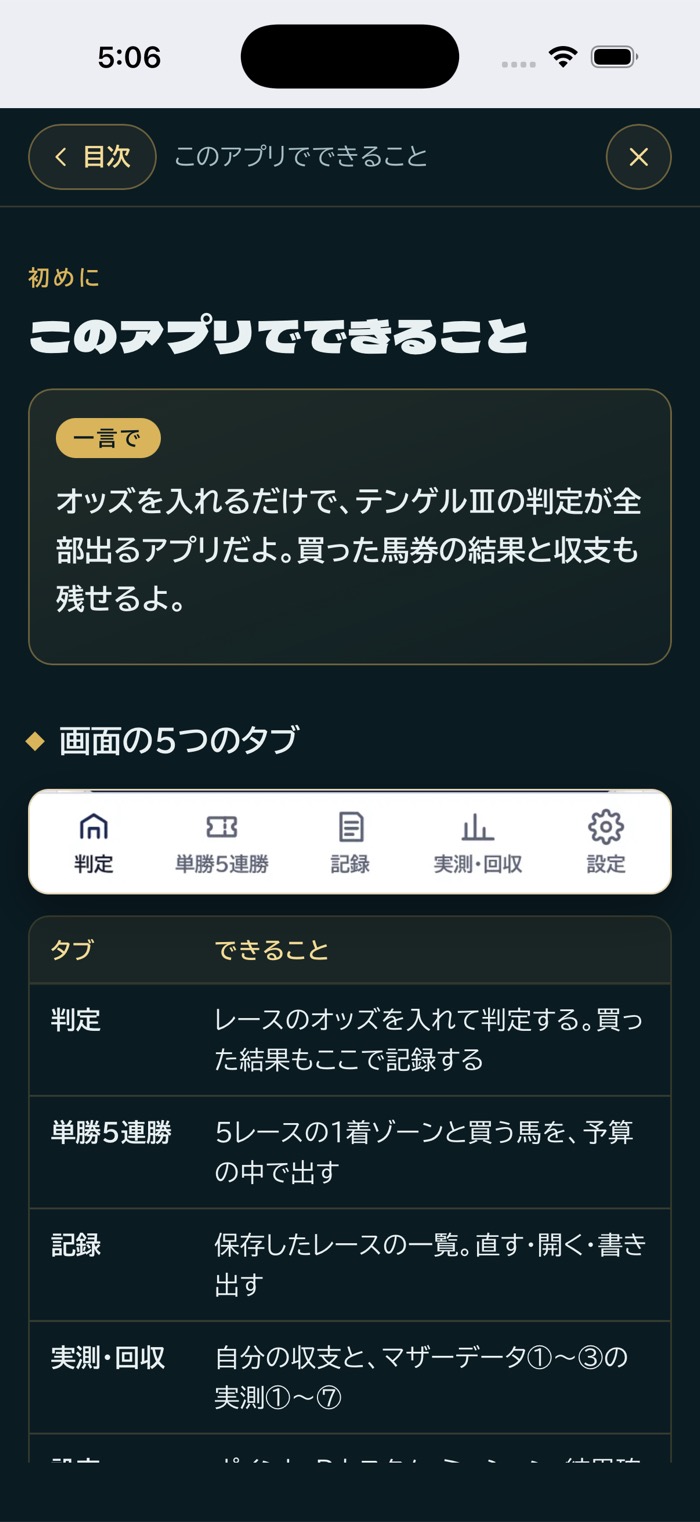 5:06
目次
このアプリでできること
初めに
このアプリでできること
一言で
オッズを入れるだけで、テンゲルⅢの判定が全
部出るアプリだよ。買った馬券の結果と収支も
残せるよ。
画面の5つのタブ
判定
単勝5連勝
記録
実測・回収
設定
タブ
できること
判定
レースのオッズを入れて判定する。買っ
た結果もここで記録する
単勝5連勝
5レースの1着ゾーンと買う馬を、予算
の中で出す
記録
保存したレースの一覧。直す・開く・書き
出す
実測・回収
自分の収支と、マザーデータ①〜③の
実測①〜⑦